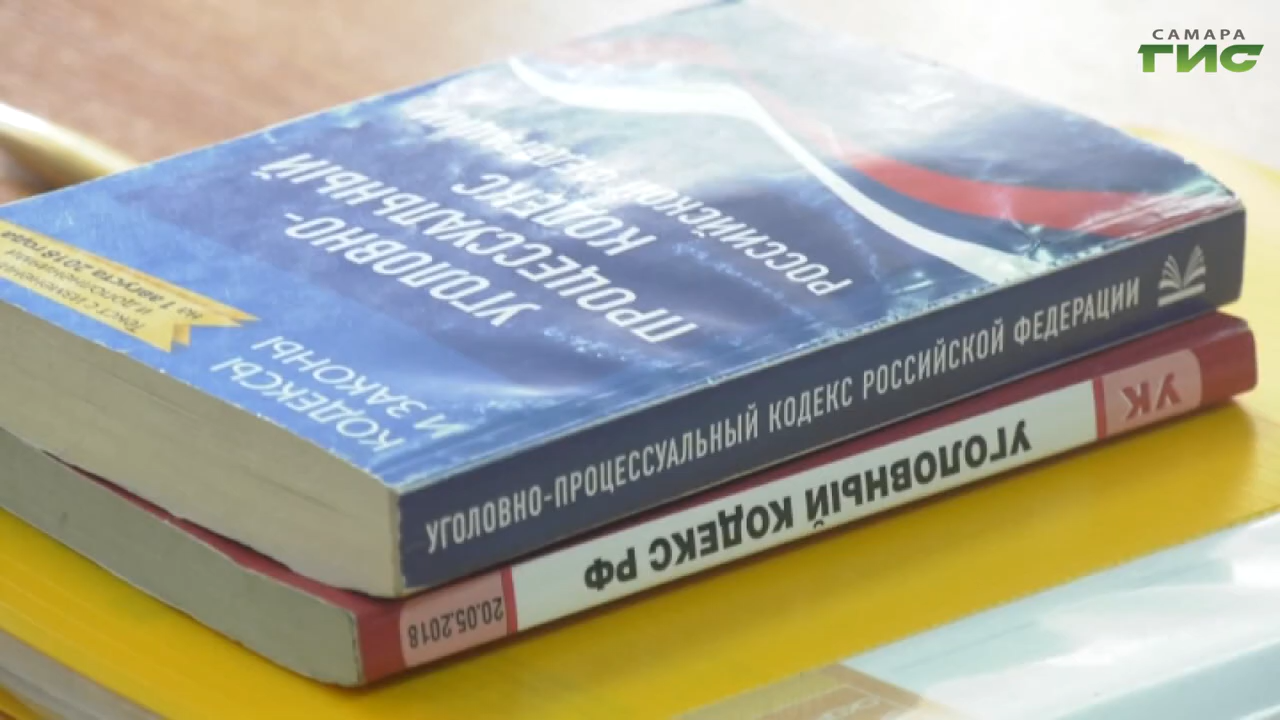 САМАРА
ГИС
УГОЛОВНО-
ПРОЦЕССУАЛЬНЫЙ
КОДЕКС
РОССИЙСКОЙ ФЕДЕРАЦИИ
Текст с изменениями
и дополнениями
на 1 августа 2018 года
КОДЕКСЫ
И ЗАКОНЫ
УГОЛОВНО-ПРОЦЕССУАЛЬНЫЙ КОДЕКС РОССИЙСКОЙ ФЕДЕРАЦИИ
УК
УГОЛОВНЫЙ КОДЕКС РФ
20.05.2018